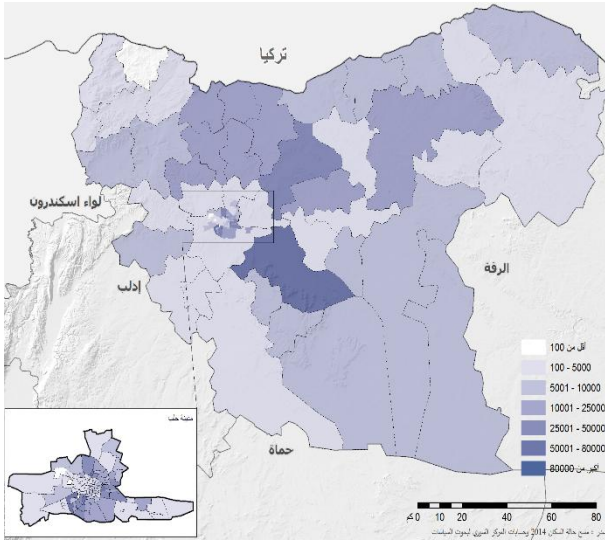 تركيا
لواء اسكندرون
إدلب
الرقة
حماة
أقل من 100
100 - 5000
5001 - 10000
10001 - 25000
25001 - 50000
50001 - 80000
أكبر من 80000
مدينة حلب
0 10 20 40 60 80
كم
: مسح حالة السكان 2014 وحسابات المركز السوري لبحوث السياسات